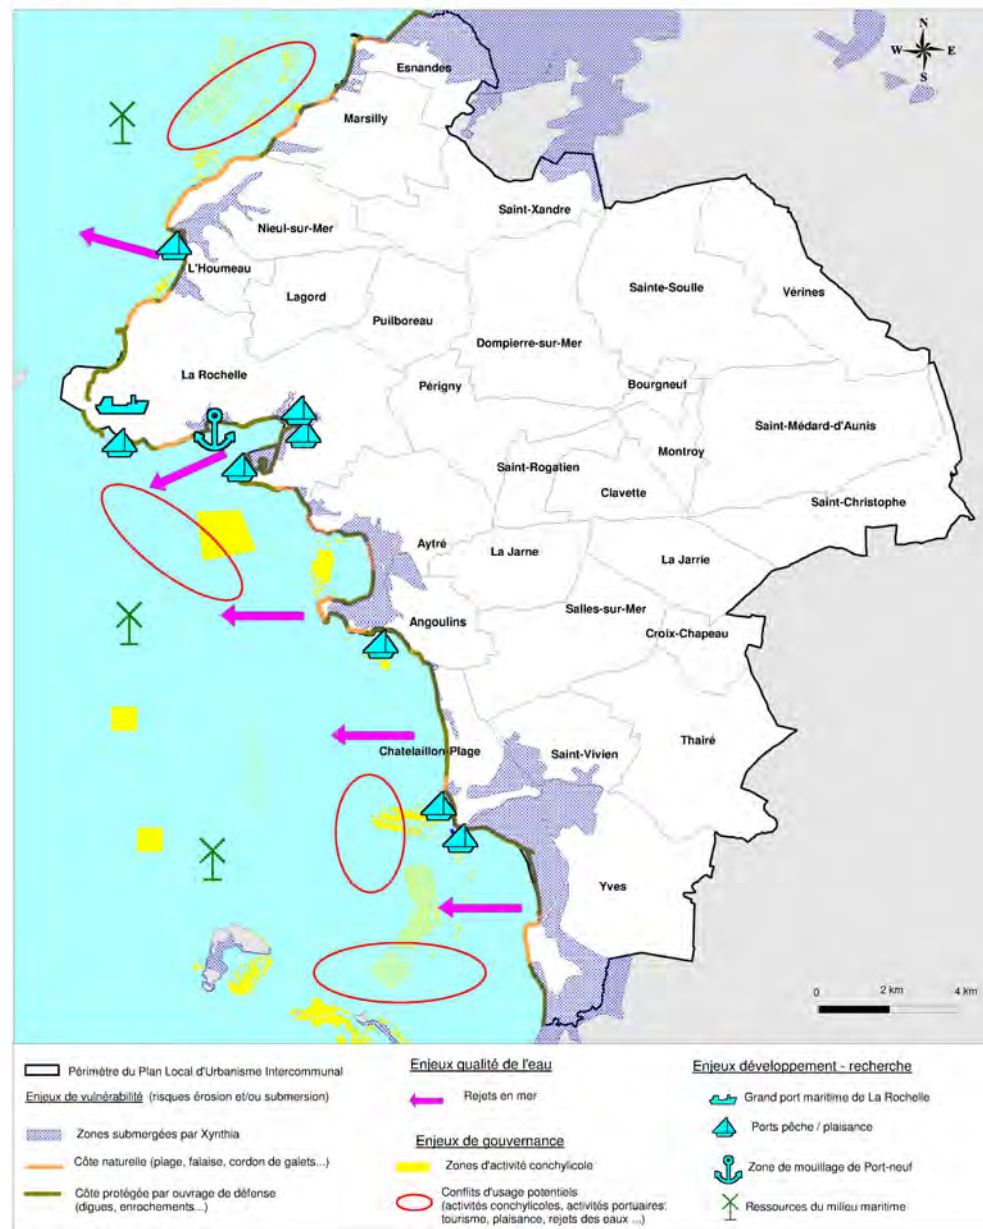 N
W E
S
Esnandes
Marsilly
Saint-Xandre
Nieul-sur-Mer
L'Houmeau
Lagord
Sainte-Soulle
Vérines
Puilboreau
Dompierre-sur-Mer
La Rochelle
Périgny
Bourgneuf
Saint-Médard-d'Aunis
Montroy
Saint-Rogatien
Clavette
Saint-Christophe
Aytré
La Jarne
La Jarrie
Salles-sur-Mer
Angoulins
Croix-Chapeau
Thairé
Chatelaillon-Plage
Saint-Vivien
Yves
0 2 km 4 km
Périmètre du Plan Local d'Urbanisme Intercommunal
Enjeux de vulnérabilité (risques érosion et/ou submersion)
Zones submergées par Xynthia
Côte naturelle (plage, falaise, cordon de galets...)
Côte protégée par ouvrage de défense
(digues, enrochements...)
Enjeux qualité de l'eau
Rejets en mer
Enjeux de gouvernance
Zones d'activité conchylicole
Conflits d'usage potentiels
(activités conchylicoles, activités portuaires:
tourisme, plaisance, rejets des eaux ...)
Enjeux développement - recherche
Grand port maritime de La Rochelle
Ports pêche / plaisance
Zone de mouillage de Port-neuf
Ressources du milieu maritime